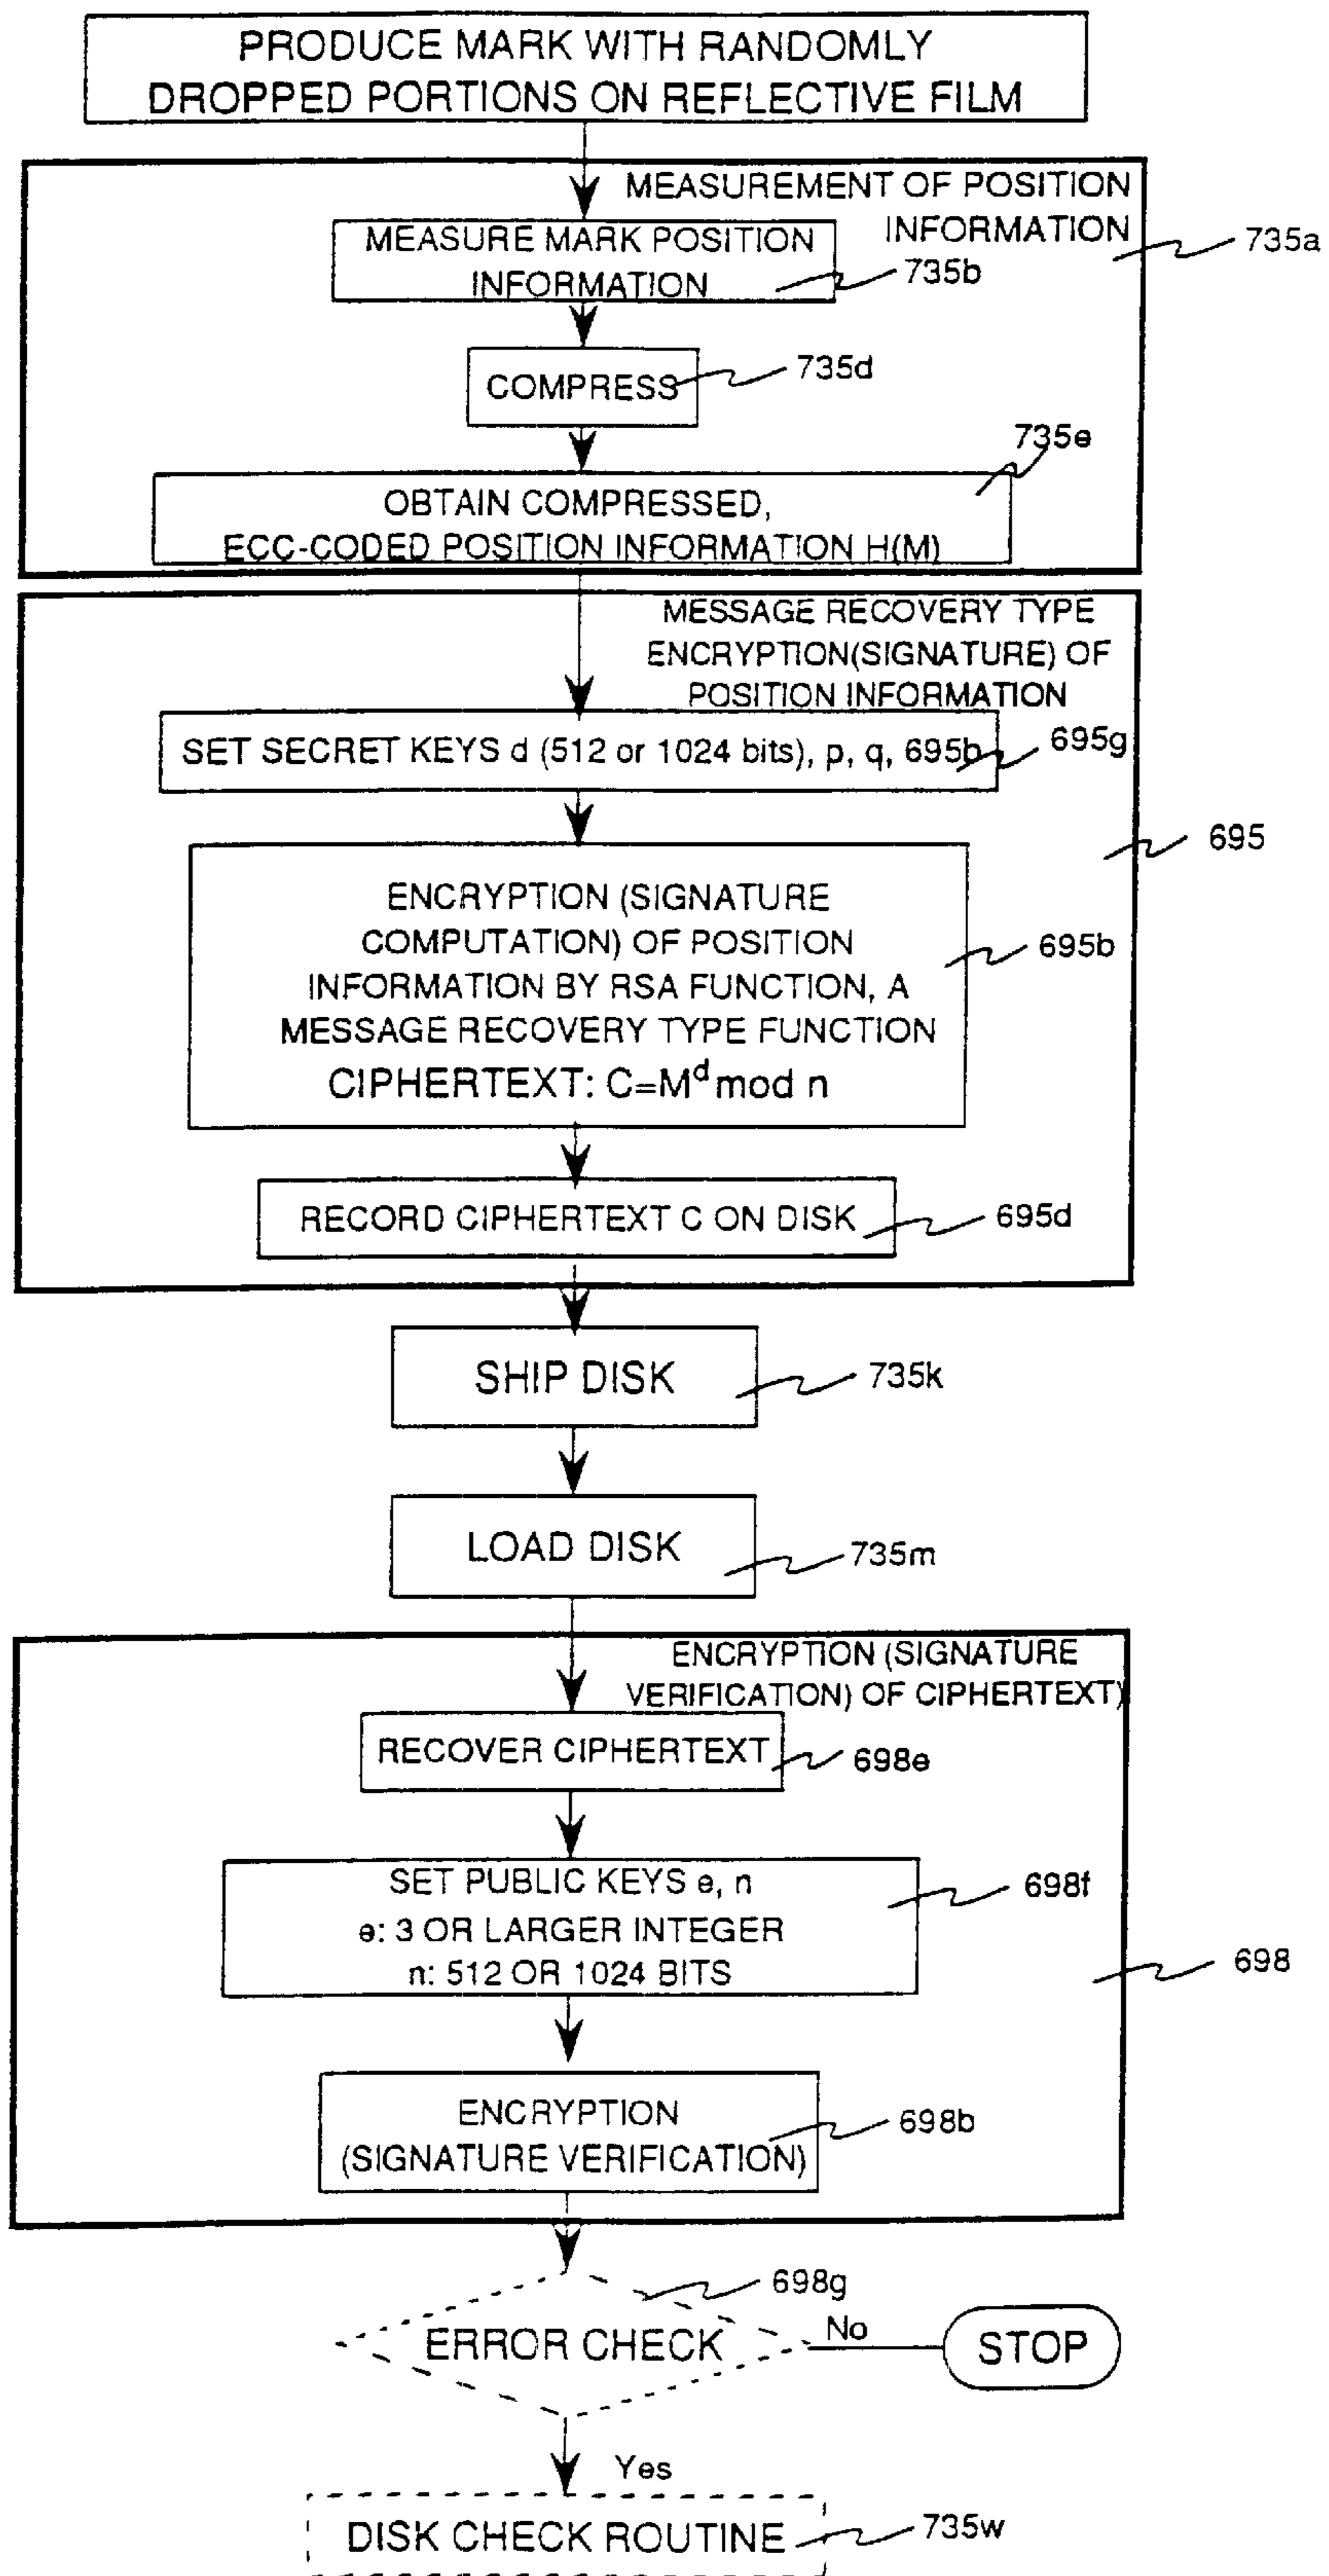 PRODUCE MARK WITH RANDOMLY
DROPPED PORTIONS ON REFLECTIVE FILM
MEASUREMENT OF POSITION
INFORMATION
735a
MEASURE MARK POSITION
INFORMATION
735b
COMPRESS
735d
735e
OBTAIN COMPRESSED,
ECC-CODED POSITION INFORMATION H(M)
MESSAGE RECOVERY TYPE
ENCRYPTION(SIGNATURE) OF
POSITION INFORMATION
SET SECRET KEYS d (512 or 1024 bits), p, q, 695b
695g
695
ENCRYPTION (SIGNATURE
COMPUTATION) OF POSITION
INFORMATION BY RSA FUNCTION, A
MESSAGE RECOVERY TYPE FUNCTION
CIPHERTEXT: C=M^d mod n
695b
RECORD CIPHERTEXT C ON DISK
695d
SHIP DISK
735k
LOAD DISK
735m
ENCRYPTION (SIGNATURE
VERIFICATION) OF CIPHERTEXT)
RECOVER CIPHERTEXT
698e
SET PUBLIC KEYS e, n
e: 3 OR LARGER INTEGER
n: 512 OR 1024 BITS
698f
698
ENCRYPTION
(SIGNATURE VERIFICATION)
698b
698g
ERROR CHECK
No
STOP
Yes
DISK CHECK ROUTINE
735w